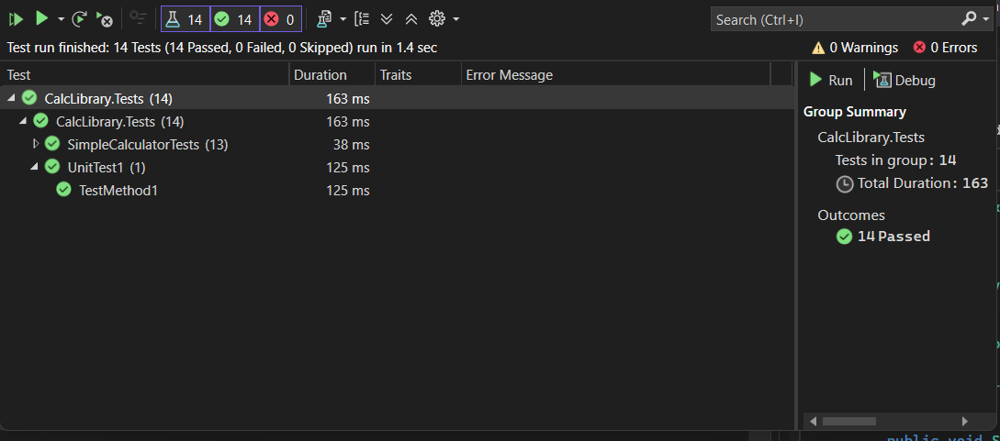 14 14 0
Search (Ctrl+I)
Test run finished: 14 Tests (14 Passed, 0 Failed, 0 Skipped) run in 1.4 sec
0 Warnings 0 Errors
Test Duration Traits Error Message
CalcLibrary.Tests (14) 163 ms
CalcLibrary.Tests (14) 163 ms
SimpleCalculatorTests (13) 38 ms
UnitTest1 (1) 125 ms
TestMethod1 125 ms
Run Debug
Group Summary
CalcLibrary.Tests
Tests in group: 14
Total Duration: 163
Outcomes
14 Passed
public void S